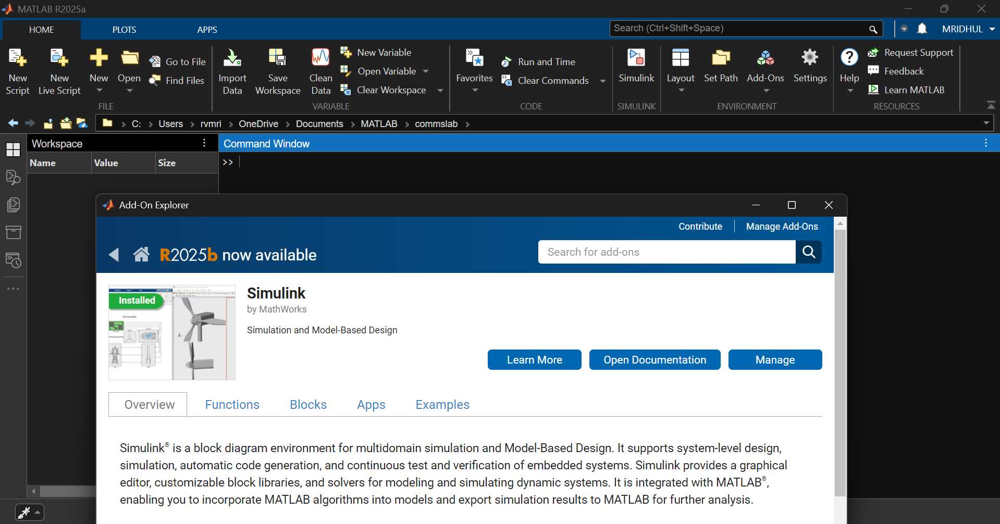 MATLAB R2025a
HOME
PLOTS
APPS
Search (Ctrl+Shift+Space)
MRIDHUL
New Script
New Live Script
New
Open
Go to File
Find Files
FILE
Import Data
Save Workspace
Clean Data
New Variable
Open Variable
Clear Workspace
VARIABLE
Favorites
Run and Time
Clear Commands
CODE
Simulink
SIMULINK
Layout
Set Path
Add-Ons
Settings
ENVIRONMENT
Help
Request Support
Feedback
Learn MATLAB
RESOURCES
C: > Users > rvmri > OneDrive > Documents > MATLAB > commslab >
Workspace
Name Value Size
Command Window
>>
Add-On Explorer
Contribute
Manage Add-Ons
R2025b now available
Search for add-ons
Installed
Simulink
by MathWorks
Simulation and Model-Based Design
Learn More
Open Documentation
Manage
Overview
Functions
Blocks
Apps
Examples
Simulink® is a block diagram environment for multidomain simulation and Model-Based Design. It supports system-level design,
simulation, automatic code generation, and continuous test and verification of embedded systems. Simulink provides a graphical
editor, customizable block libraries, and solvers for modeling and simulating dynamic systems. It is integrated with MATLAB®,
enabling you to incorporate MATLAB algorithms into models and export simulation results to MATLAB for further analysis.